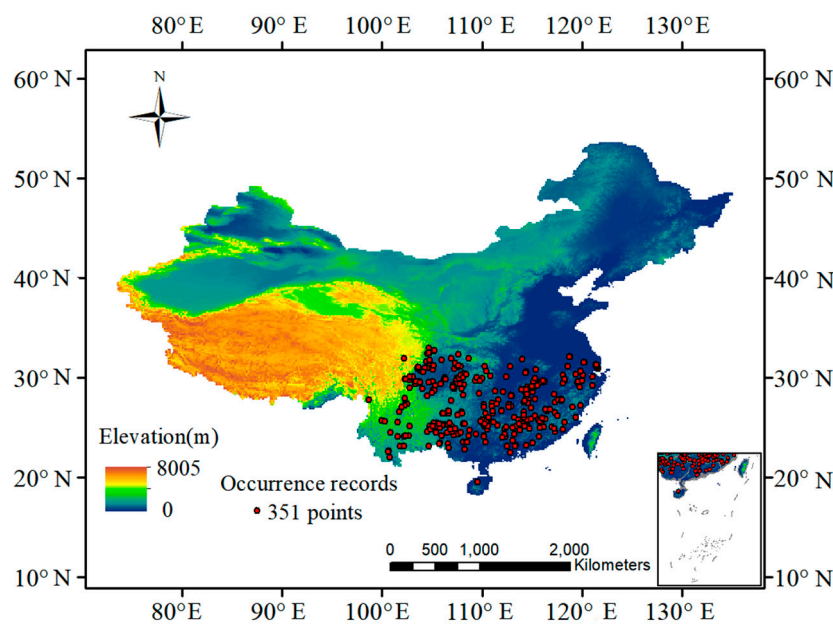 80° E 90° E 100° E 110° E 120° E 130° E
60° N 60° N
N
50° N 50° N
40° N 40° N
30° N 30° N
Elevation(m)
8005
0
20° N 20° N
Occurrence records
351 points
0 500 1,000 2,000
Kilometers
10° N 10° N
80° E 90° E 100° E 110° E 120° E 130° E